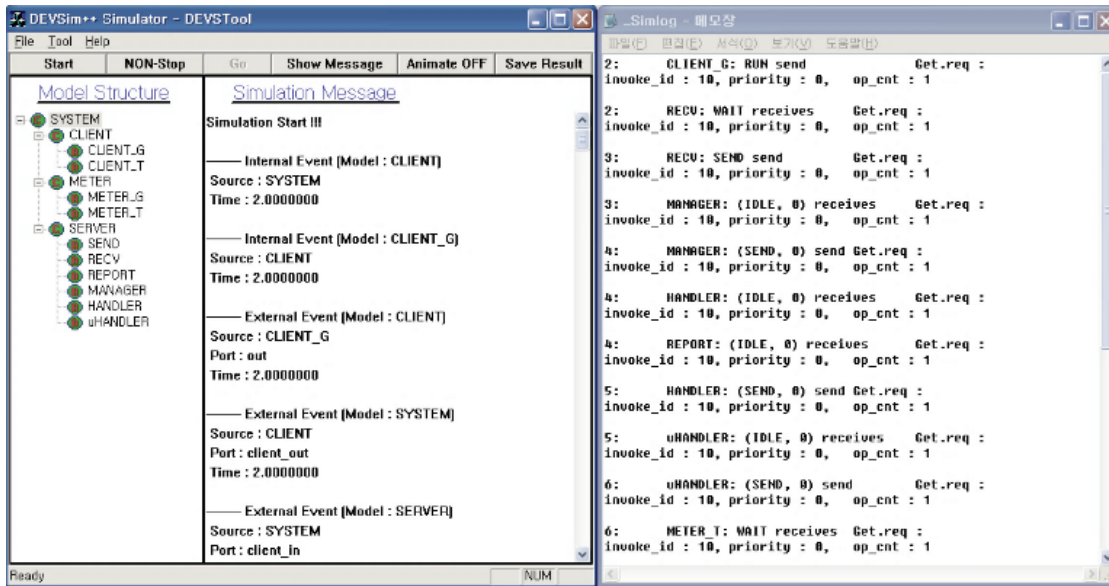 DEVSim++ Simulator - DEVSTool
File Tool Help
Start NON-Stop Go Show Message Animate OFF Save Result
Model Structure
SYSTEM
CLIENT
CLIENT_G
CLIENT_T
METER
METER_G
METER_T
SERVER
SEND
RECV
REPORT
MANAGER
HANDLER
uHANDLER
Simulation Message
Simulation Start !!!
—— Internal Event (Model : CLIENT)
Source : SYSTEM
Time : 2.0000000
—— Internal Event (Model : CLIENT_G)
Source : CLIENT
Time : 2.0000000
—— External Event (Model : CLIENT)
Source : CLIENT_G
Port : out
Time : 2.0000000
—— External Event (Model : SYSTEM)
Source : CLIENT
Port : client_out
Time : 2.0000000
—— External Event (Model : SERVER)
Source : SYSTEM
Port : client_in
Ready NUM
_Simlog - 메모장
파일(F) 편집(E) 서식(O) 보기(V) 도움말(H)
2: CLIENT_G: RUN send Get.req :
invoke_id : 10, priority : 0, op_cnt : 1
2: RECV: WAIT receives Get.req :
invoke_id : 10, priority : 0, op_cnt : 1
3: RECV: SEND send Get.req :
invoke_id : 10, priority : 0, op_cnt : 1
3: MANAGER: (IDLE, 0) receives Get.req :
invoke_id : 10, priority : 0, op_cnt : 1
4: MANAGER: (SEND, 0) send Get.req :
invoke_id : 10, priority : 0, op_cnt : 1
4: HANDLER: (IDLE, 0) receives Get.req :
invoke_id : 10, priority : 0, op_cnt : 1
4: REPORT: (IDLE, 0) receives Get.req :
invoke_id : 10, priority : 0, op_cnt : 1
5: HANDLER: (SEND, 0) send Get.req :
invoke_id : 10, priority : 0, op_cnt : 1
5: uHANDLER: (IDLE, 0) receives Get.req :
invoke_id : 10, priority : 0, op_cnt : 1
6: uHANDLER: (SEND, 0) send Get.req :
invoke_id : 10, priority : 0, op_cnt : 1
6: METER_T: WAIT receives Get.req :
invoke_id : 10, priority : 0, op_cnt : 1